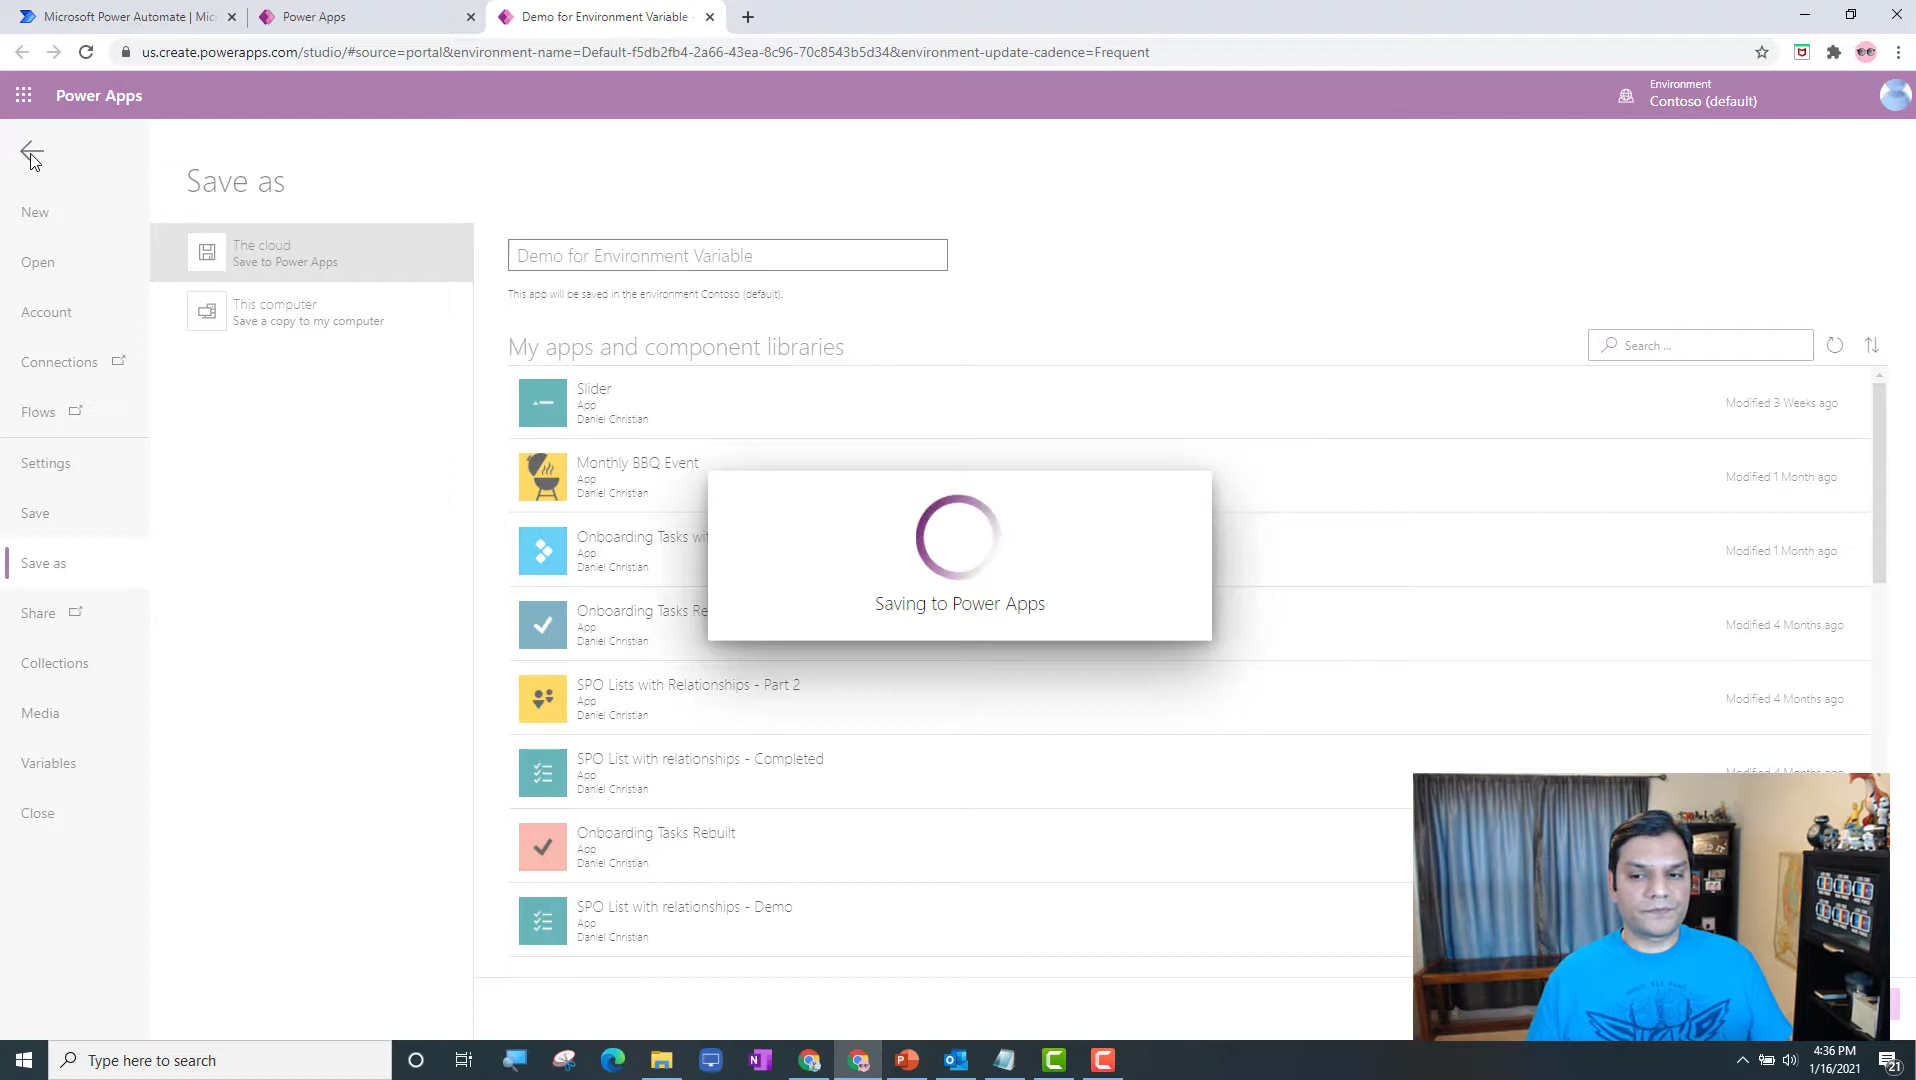 Microsoft Power Automate | Mic
Power Apps
Demo for Environment Variable -
us.create.powerapps.com/studio/#source=portal&environment-name=Default-f5db2fb4-2a66-43ea-8c96-70c8543b5d34&environment-update-cadence=Frequent
Power Apps
Environment
Contoso (default)
New
Open
Account
Connections
Flows
Settings
Save
Save as
Share
Collections
Media
Variables
Close
Save as
The cloud
Save to Power Apps
This computer
Save a copy to my computer
Demo for Environment Variable
This app will be saved in the environment Contoso (default).
My apps and component libraries
Search ...
Slider
App
Daniel Christian
Modified 3 Weeks ago
Monthly BBQ Event
App
Daniel Christian
Modified 1 Month ago
Onboarding Tasks wit
App
Daniel Christian
Modified 1 Month ago
Onboarding Tasks Re
App
Daniel Christian
Modified 4 Months ago
SPO Lists with Relationships - Part 2
App
Daniel Christian
Modified 4 Months ago
SPO List with relationships - Completed
App
Daniel Christian
Modified 4 Months ago
Onboarding Tasks Rebuilt
App
Daniel Christian
SPO List with relationships - Demo
App
Daniel Christian
Saving to Power Apps
Type here to search
4:36 PM
1/16/2021
21